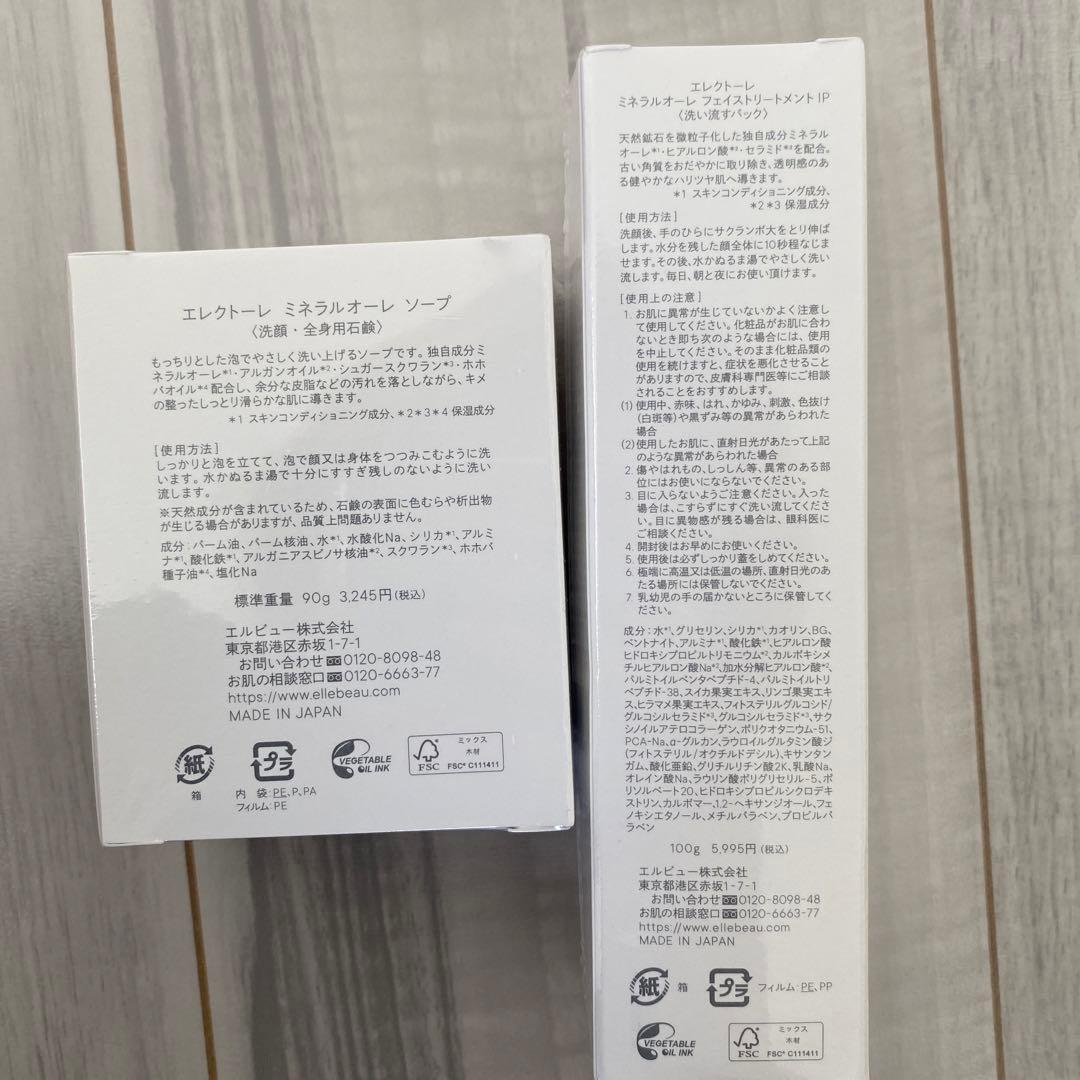 エレクトーレ ミネラルオーレ ソープ
〈洗顔・全身用石鹸〉
もっちりとした泡でやさしく洗い上げるソープです。独自成分ミ
ネラルオーレ*1・アルガンオイル*2・シュガースクワラン*3・ホホ
バオイル*4 配合し、余分な皮脂などの汚れを落としながら、キメ
の整ったしっとり滑らかな肌に導きます。
*1 スキンコンディショニング成分、*2*3*4 保湿成分
[使用方法]
しっかりと泡を立てて、泡で顔又は身体をつつみこむように洗
います。水かぬるま湯で十分にすすぎ残しのないように洗い
流します。
※天然成分が含まれているため、石鹸の表面に色むらや析出物
が生じる場合がありますが、品質上問題ありません。
成分：パーム油、パーム核油、水*1、水酸化Na、シリカ*1、アルミ
ナ*1、酸化鉄*1、アルガニアスピノサ核油*2、スクワラン*3、ホホバ
種子油*4、塩化Na
標準重量 90g 3,245円(税込)
エルビュー株式会社
東京都港区赤坂1-7-1
お問い合わせ 0120-8098-48
お肌の相談窓口 0120-6663-77
https://www.ellebeau.com
MADE IN JAPAN
紙
箱
プラ
内 袋：PE、P、PA
フィルム：PE
VEGETABLE
OIL INK
FSC
ミックス
木材
FSC® C111411
エレクトーレ
ミネラルオーレ フェイストリートメント IP
〈洗い流すパック〉
天然鉱石を微粒子化した独自成分ミネラル
オーレ*1・ヒアルロン酸*2・セラミド*3を配合。
古い角質をおだやかに取り除き、透明感のあ
る健やかなハリツヤ肌へ導きます。
*1 スキンコンディショニング成分、
*2*3 保湿成分
[使用方法]
洗顔後、手のひらにサクランボ大をとり伸ば
します。水分を残した顔全体に10秒程なじま
せます。その後、水かぬるま湯でやさしく洗い
流します。毎日、朝と夜にお使い頂けます。
[使用上の注意]
1. お肌に異常が生じていないかよく注意し
て使用してください。化粧品がお肌に合わ
ないとき即ち次のような場合には、使用
を中止してください。そのまま化粧品類の
使用を続けますと、症状を悪化させること
がありますので、皮膚科専門医等にご相談
されることをおすすめします。
(1) 使用中、赤味、はれ、かゆみ、刺激、色抜け
(白斑等)や黒ずみ等の異常があらわれた
場合
(2) 使用したお肌に、直射日光があたって上記
のような異常があらわれた場合
2. 傷やはれもの、しっしん等、異常のある部
位にはお使いにならないでください。
3. 目に入らないようご注意ください。入った
場合は、こすらずにすぐ洗い流してくださ
い。目に異物感が残る場合は、眼科医に
ご相談ください。
4. 開封後はお早めにお使いください。
5. 使用後は必ずしっかり蓋をしめてください。
6. 極端に高温又は低温の場所、直射日光のあ
たる場所には保管しないでください。
7. 乳幼児の手の届かないところに保管してく
ださい。
成分：水*1、グリセリン、シリカ*1、カオリン、BG、
ベントナイト、アルミナ*1、酸化鉄*1、ヒアルロン酸
ヒドロキシプロピルトリモニウム*2、カルボキシメ
チルヒアルロン酸Na*2、加水分解ヒアルロン酸*2、
パルミトイルペンタペプチド-4、パルミトイルトリ
ペプチド-38、スイカ果実エキス、リンゴ果実エキ
ス、ヒラマメ果実エキス、フィトステリルグルコシド/
グルコシルセラミド*3、グルコシルセラミド*3、サク
シノイルアテロコラーゲン、ポリクオタニウム-51、
PCA-Na、α-グルカン、ラウロイルグルタミン酸ジ
(フィトステリル/オクチルドデシル)、キサンタン
ガム、酸化亜鉛、グリチルリチン酸2K、乳酸Na、
オレイン酸Na、ラウリン酸ポリグリセリル-5、ポ
リソルベート20、ヒドロキシプロピルシクロデキ
ストリン、カルボマー、1,2-ヘキサンジオール、フェ
ノキシエタノール、メチルパラベン、プロピルパ
ラベン
100g 5,995円(税込)
エルビュー株式会社
東京都港区赤坂1-7-1
お問い合わせ 0120-8098-48
お肌の相談窓口 0120-6663-77
https://www.ellebeau.com
MADE IN JAPAN
紙
箱
プラ
フィルム：PE、PP
VEGETABLE
OIL INK
FSC
ミックス
木材
FSC® C111411